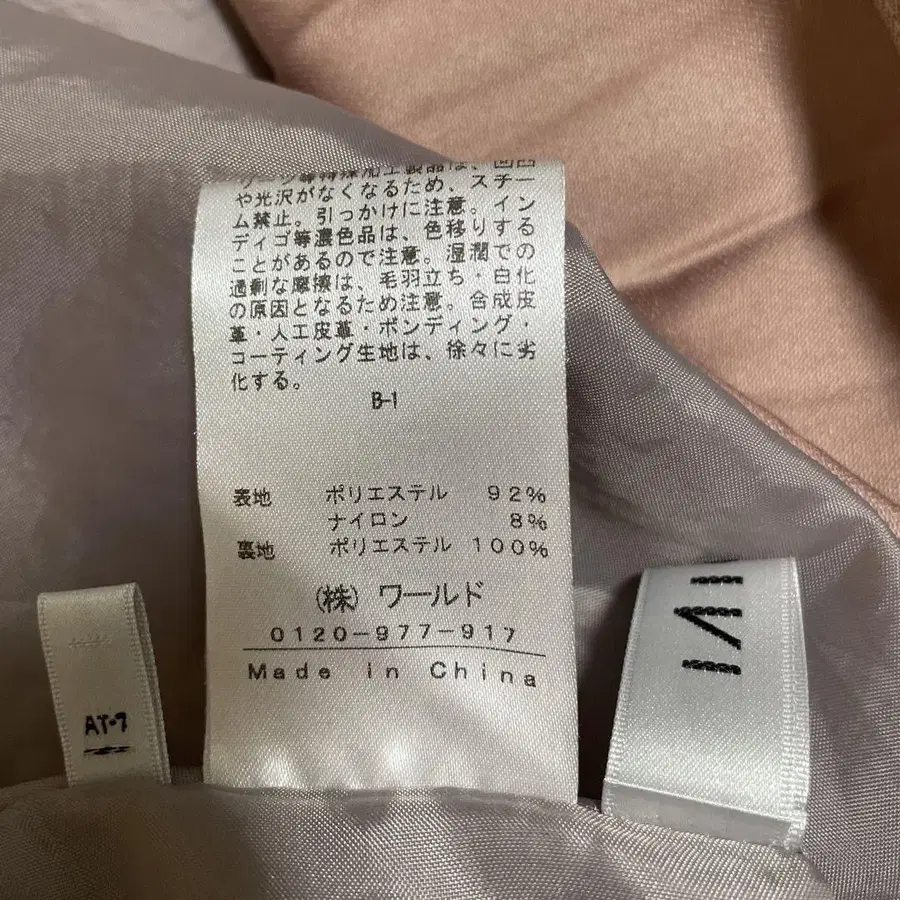 や光沢がなくなるため、スチー
ム禁止。引っかけに注意。イン
ディゴ等濃色品は、色移りする
ことがあるので注意。湿潤での
過剰な摩擦は、毛羽立ち・白化
の原因となるため注意。合成皮
革・人工皮革・ボンディング・
コーティング生地は、徐々に劣
化する。
B-1
表地 ポリエステル 92%
ナイロン 8%
裏地 ポリエステル 100%
(株) ワールド
0120-977-917
Made in China
AT-7